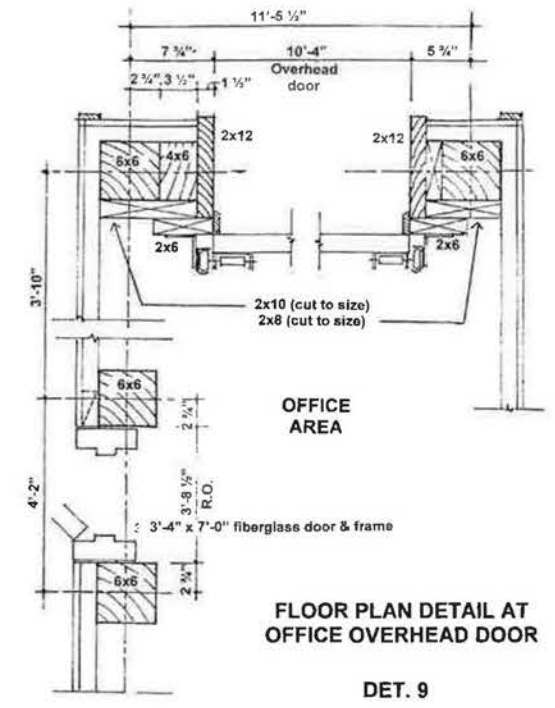 11'-5 ½"
7 ¾" 10'-4" 5 ¾"
Overhead
door
2 ¾" 3 ½" 1 ½"
2x12 2x12
6x6 4x6 6x6
2x6 2x6
3'-10"
2x10 (cut to size)
2x8 (cut to size)
6x6
2 ¾"
OFFICE
AREA
4'-2"
3'-8 ½"
R.O.
3'-4" x 7'-0" fiberglass door & frame
6x6
2 ¾"
FLOOR PLAN DETAIL AT
OFFICE OVERHEAD DOOR
DET. 9